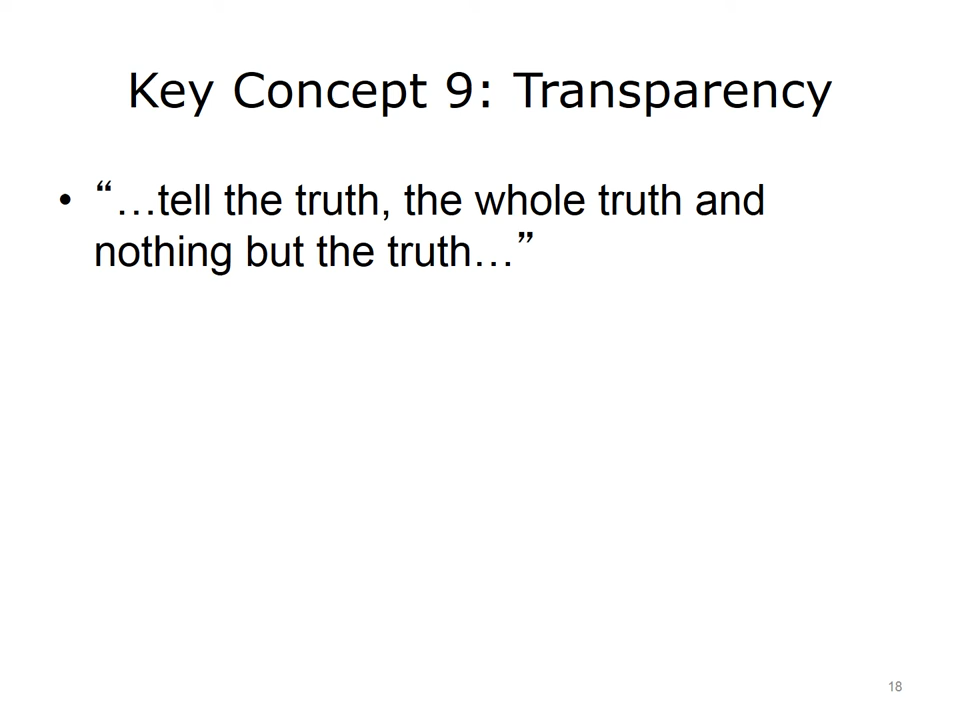 Key Concept 9: Transparency
• “…tell the truth, the whole truth and
nothing but the truth…”
18